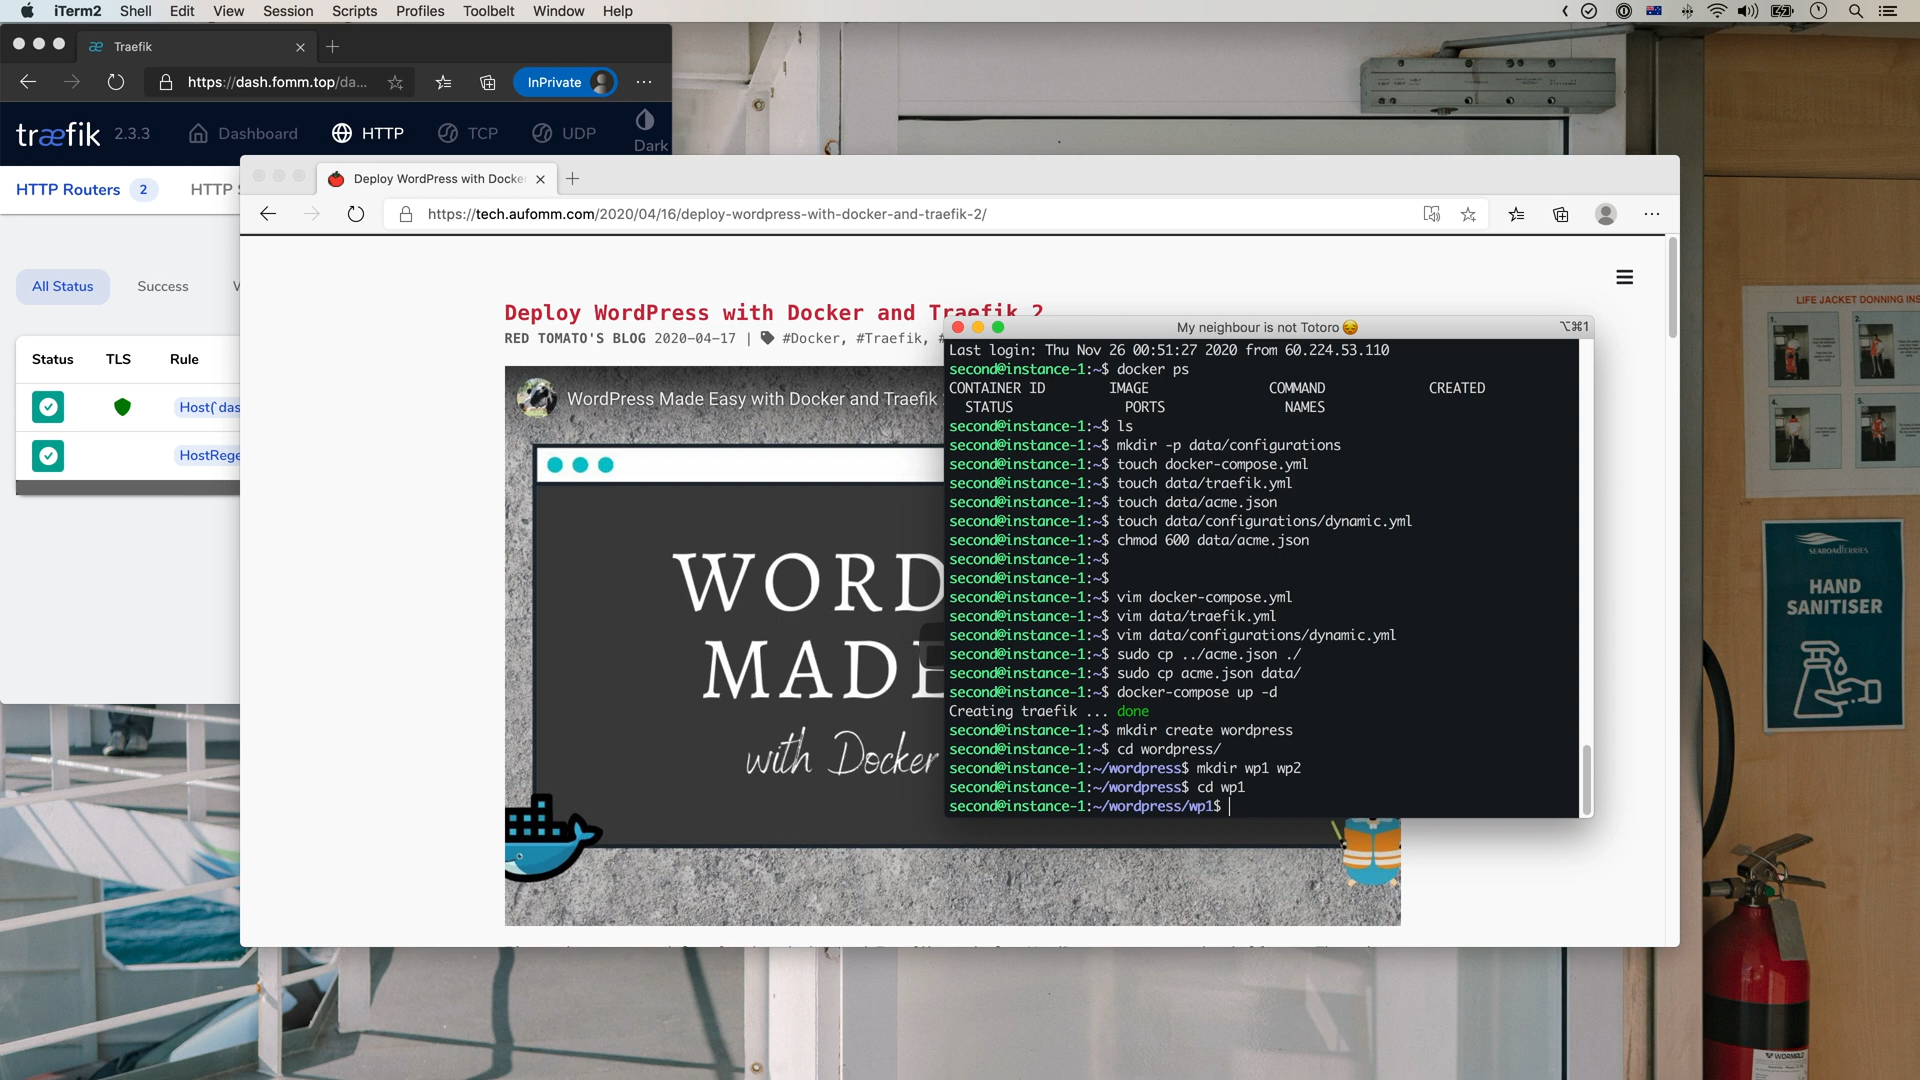 iTerm2 Shell Edit View Session Scripts Profiles Toolbelt Window Help
Traefik
https://dash.fomm.top/da...
InPrivate
træfik 2.3.3 Dashboard HTTP TCP UDP
Dark
HTTP Routers 2 HTTP S
All Status Success
Status TLS Rule
Host(`das
HostRege
Deploy WordPress with Docke
https://tech.aufomm.com/2020/04/16/deploy-wordpress-with-docker-and-traefik-2/
Deploy WordPress with Docker and Traefik 2
RED TOMATO'S BLOG 2020-04-17 | #Docker, #Traefik, #
WordPress Made Easy with Docker and Traefik
WORD
MADE
with Docker
My neighbour is not Totoro😔
⌥⌘1
Last login: Thu Nov 26 00:51:27 2020 from 60.224.53.110
second@instance-1:~$ docker ps
CONTAINER ID IMAGE COMMAND CREATED
STATUS PORTS NAMES
second@instance-1:~$ ls
second@instance-1:~$ mkdir -p data/configurations
second@instance-1:~$ touch docker-compose.yml
second@instance-1:~$ touch data/traefik.yml
second@instance-1:~$ touch data/acme.json
second@instance-1:~$ touch data/configurations/dynamic.yml
second@instance-1:~$ chmod 600 data/acme.json
second@instance-1:~$
second@instance-1:~$
second@instance-1:~$ vim docker-compose.yml
second@instance-1:~$ vim data/traefik.yml
second@instance-1:~$ vim data/configurations/dynamic.yml
second@instance-1:~$ sudo cp ../acme.json ./
second@instance-1:~$ sudo cp acme.json data/
second@instance-1:~$ docker-compose up -d
Creating traefik ... done
second@instance-1:~$ mkdir create wordpress
second@instance-1:~$ cd wordpress/
second@instance-1:~/wordpress$ mkdir wp1 wp2
second@instance-1:~/wordpress$ cd wp1
second@instance-1:~/wordpress/wp1$
LIFE JACKET DONNING INS
1.
2.
4.
5.
SEAROADFERRIES
HAND
SANITISER
WORMALD